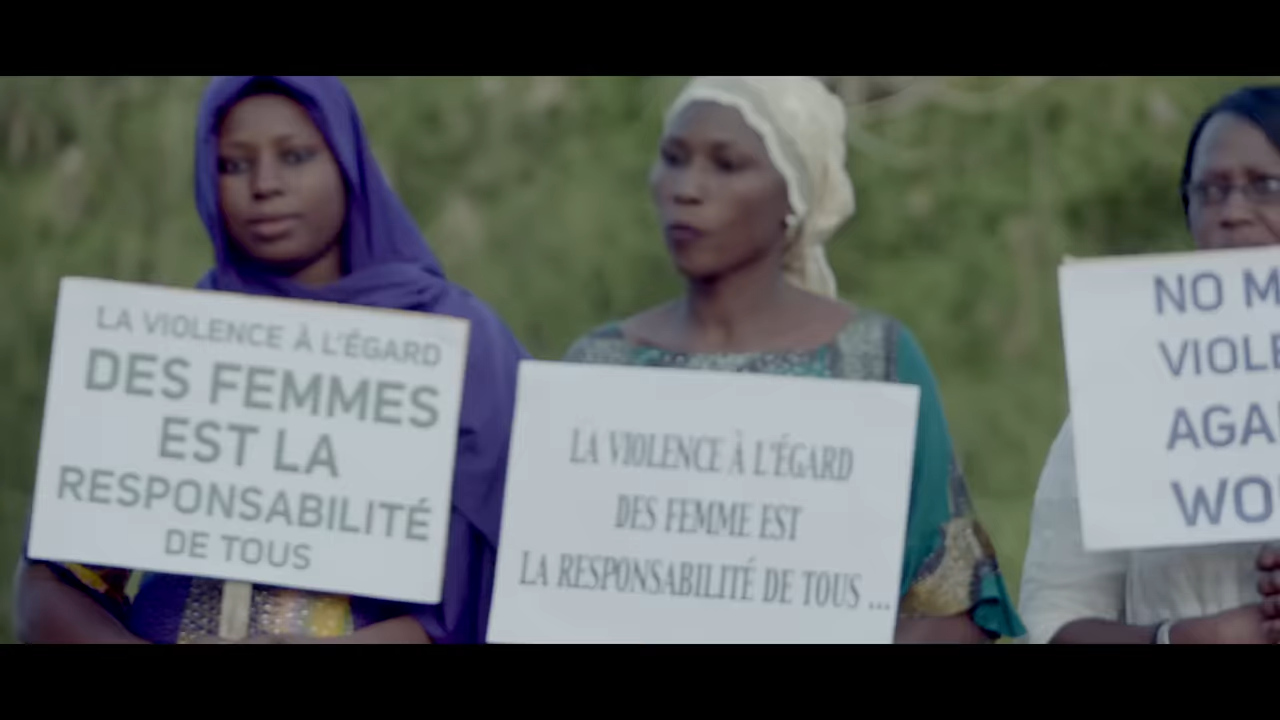 LA VIOLENCE À L'ÉGARD
DES FEMMES
EST LA
RESPONSABILITÉ
DE TOUS
LA VIOLENCE À L'ÉGARD
DES FEMME EST
LA RESPONSABILITÉ DE TOUS ...
NO